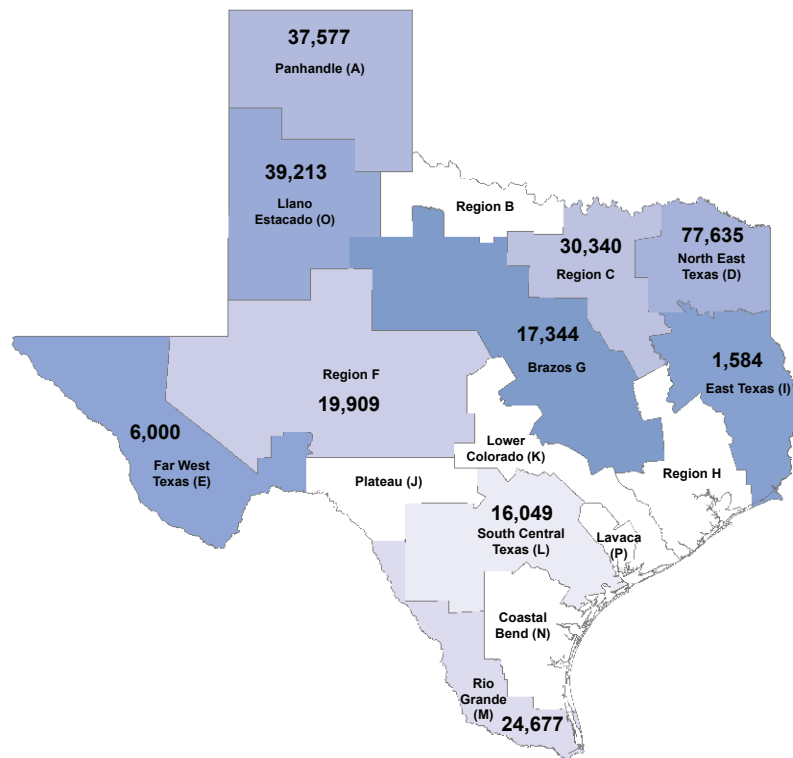 37,577
Panhandle (A)
39,213
Llano
Estacado (O)
Region B
30,340
Region C
77,635
North East
Texas (D)
17,344
Brazos G
1,584
East Texas (I)
Region F
19,909
6,000
Far West
Texas (E)
Lower
Colorado (K)
Plateau (J)
Region H
16,049
South Central
Texas (L)
Lavaca
(P)
Coastal
Bend (N)
Rio
Grande
(M)
24,677